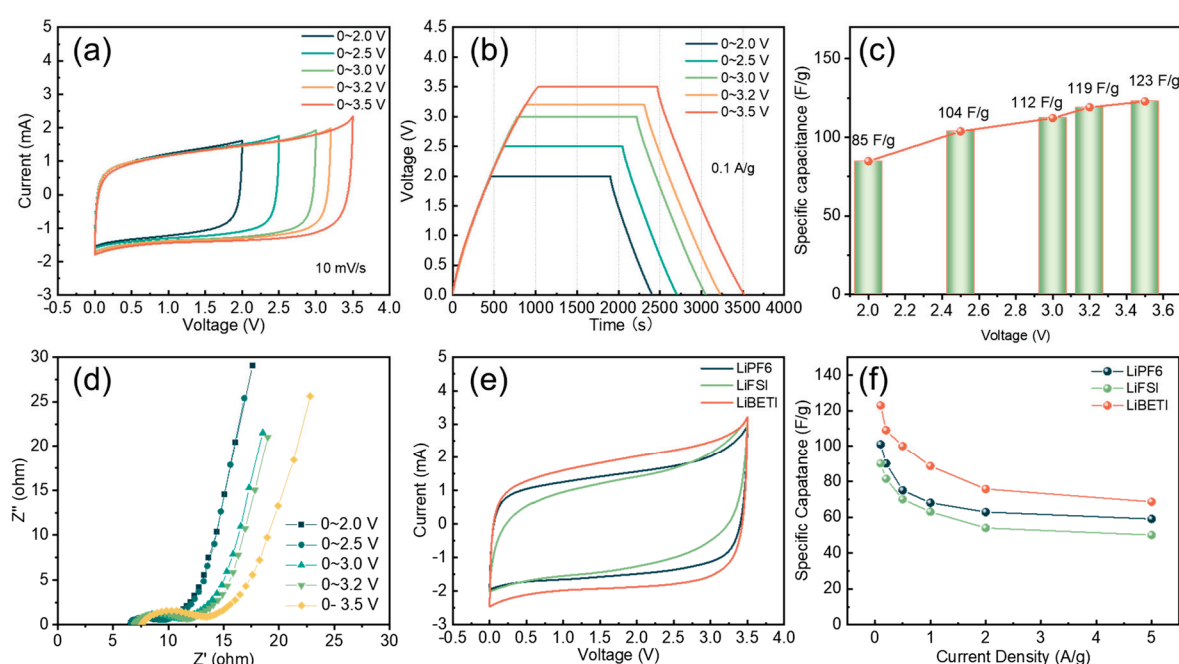 (a)
5
4
3
2
1
0
-1
-2
-3
Current (mA)
0~2.0 V
0~2.5 V
0~3.0 V
0~3.2 V
0~3.5 V
10 mV/s
0.0 0.5 1.0 1.5 2.0 2.5 3.0 3.5 4.0
Voltage (V)
(b)
4.5
4.0
3.5
3.0
2.5
2.0
1.5
1.0
0.5
0.0
Voltage (V)
0~2.0 V
0~2.5 V
0~3.0 V
0~3.2 V
0~3.5 V
0.1 A/g
0 500 1000 1500 2000 2500 3000 3500 4000
Time (s)
(c)
150
100
50
0
Specific capacitance (F/g)
85 F/g
104 F/g
112 F/g
119 F/g
123 F/g
2.0 2.2 2.4 2.6 2.8 3.0 3.2 3.4 3.6
Voltage (V)
(d)
30
25
20
15
10
5
0
Z" (ohm)
0~2.0 V
0~2.5 V
0~3.0 V
0~3.2 V
0- 3.5 V
0 5 10 15 20 25 30
Z' (ohm)
(e)
5
4
3
2
1
0
-1
-2
-3
Current (mA)
LiPF6
LiFSI
LiBETI
0.0 0.5 1.0 1.5 2.0 2.5 3.0 3.5 4.0
Voltage (V)
(f)
140
120
100
80
60
40
20
0
Specific Capatance (F/g)
LiPF6
LiFSI
LiBETI
0 1 2 3 4 5
Current Density (A/g)